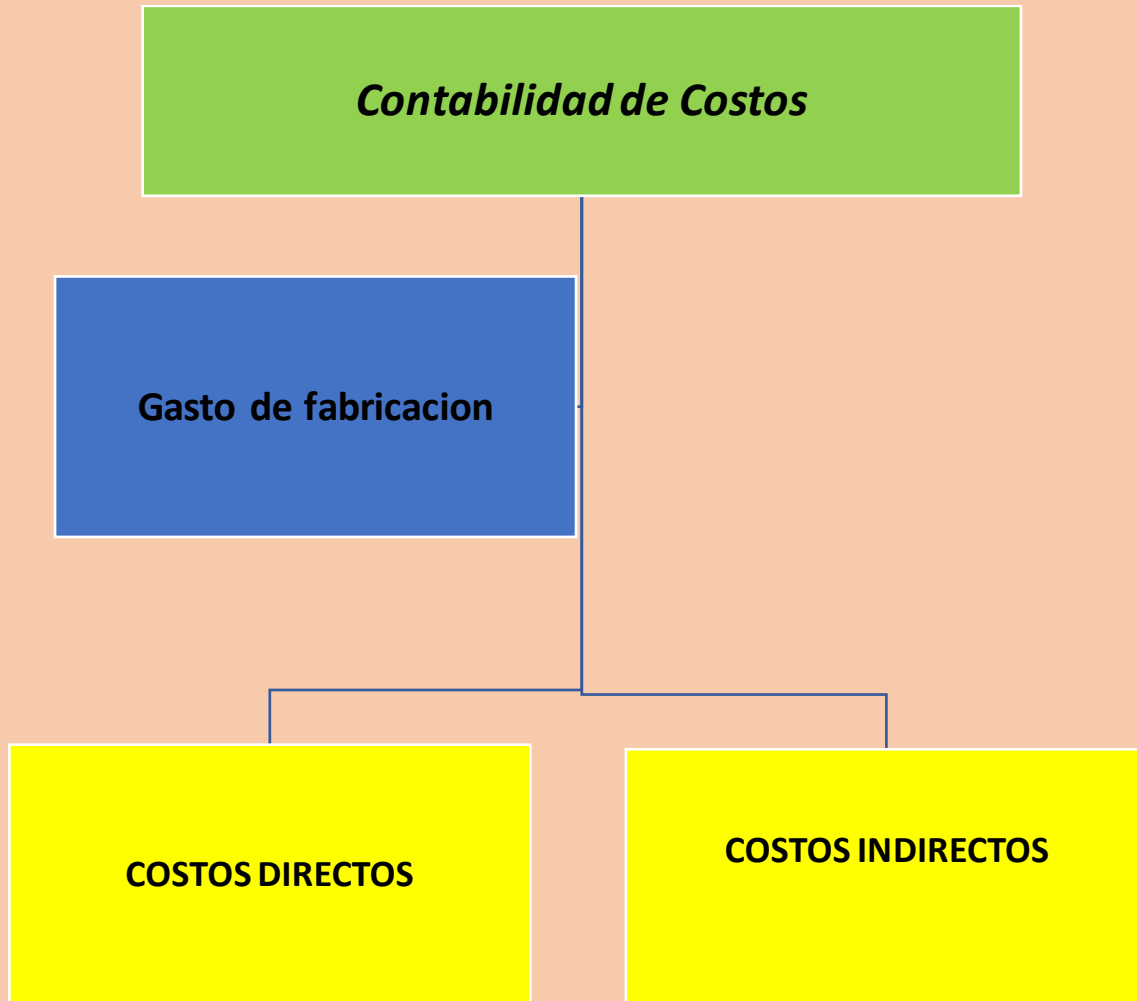 Contabilidad de Costos
Gasto de fabricacion
COSTOS DIRECTOS
COSTOS INDIRECTOS